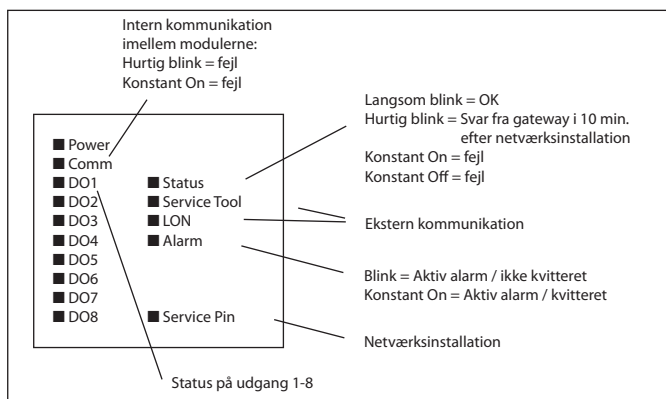 Intern kommunikation
imellem modulerne:
Hurtig blink = fejl
Konstant On = fejl
Langsom blink = OK
Hurtig blink = Svar fra gateway i 10 min.
efter netværksinstallation
Konstant On = fejl
Konstant Off = fejl
Power
Comm
DO1
DO2
DO3
DO4
DO5
DO6
DO7
DO8
Status
Service Tool
LON
Alarm
Service Pin
Ekstern kommunikation
Blink = Aktiv alarm / ikke kvitteret
Konstant On = Aktiv alarm / kvitteret
Netværksinstallation
Status på udgang 1-8